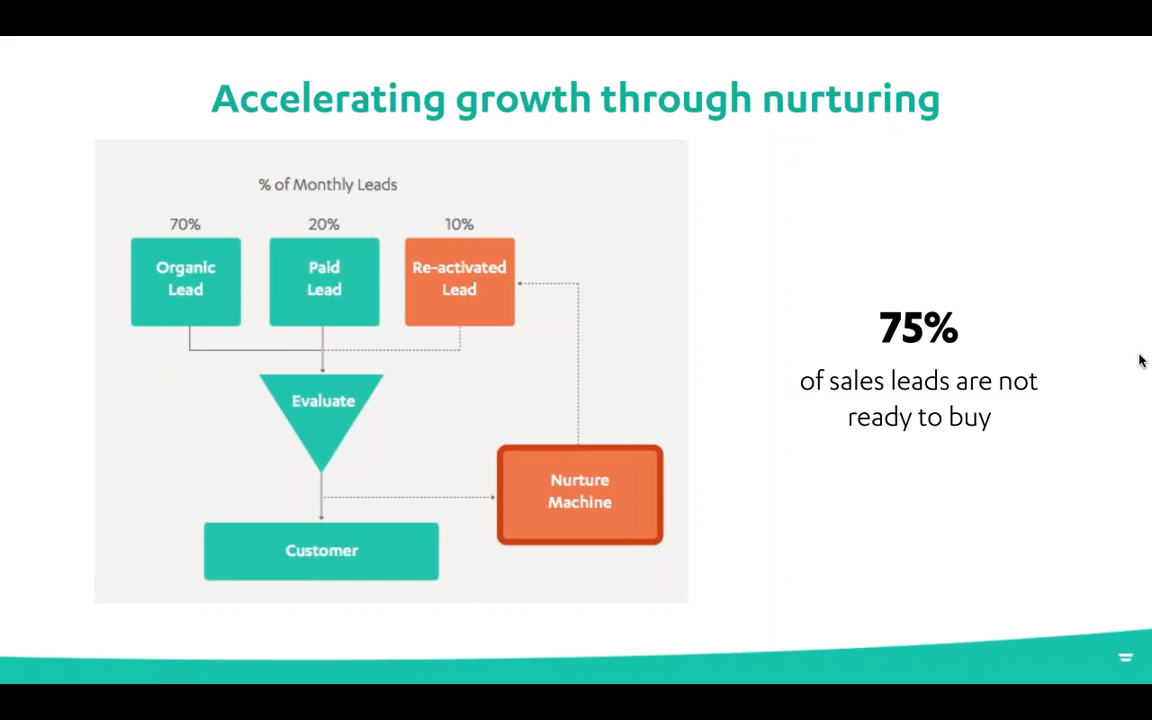 Accelerating growth through nurturing
% of Monthly Leads
70%
20%
10%
Organic
Lead
Paid
Lead
Re-activated
Lead
Evaluate
Nurture
Machine
Customer
75%
of sales leads are not
ready to buy